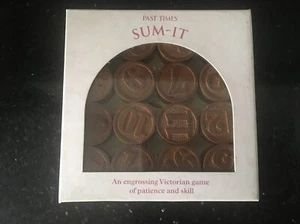 PAST TIMES
SUM-IT
An engrossing Victorian game
of patience and skill